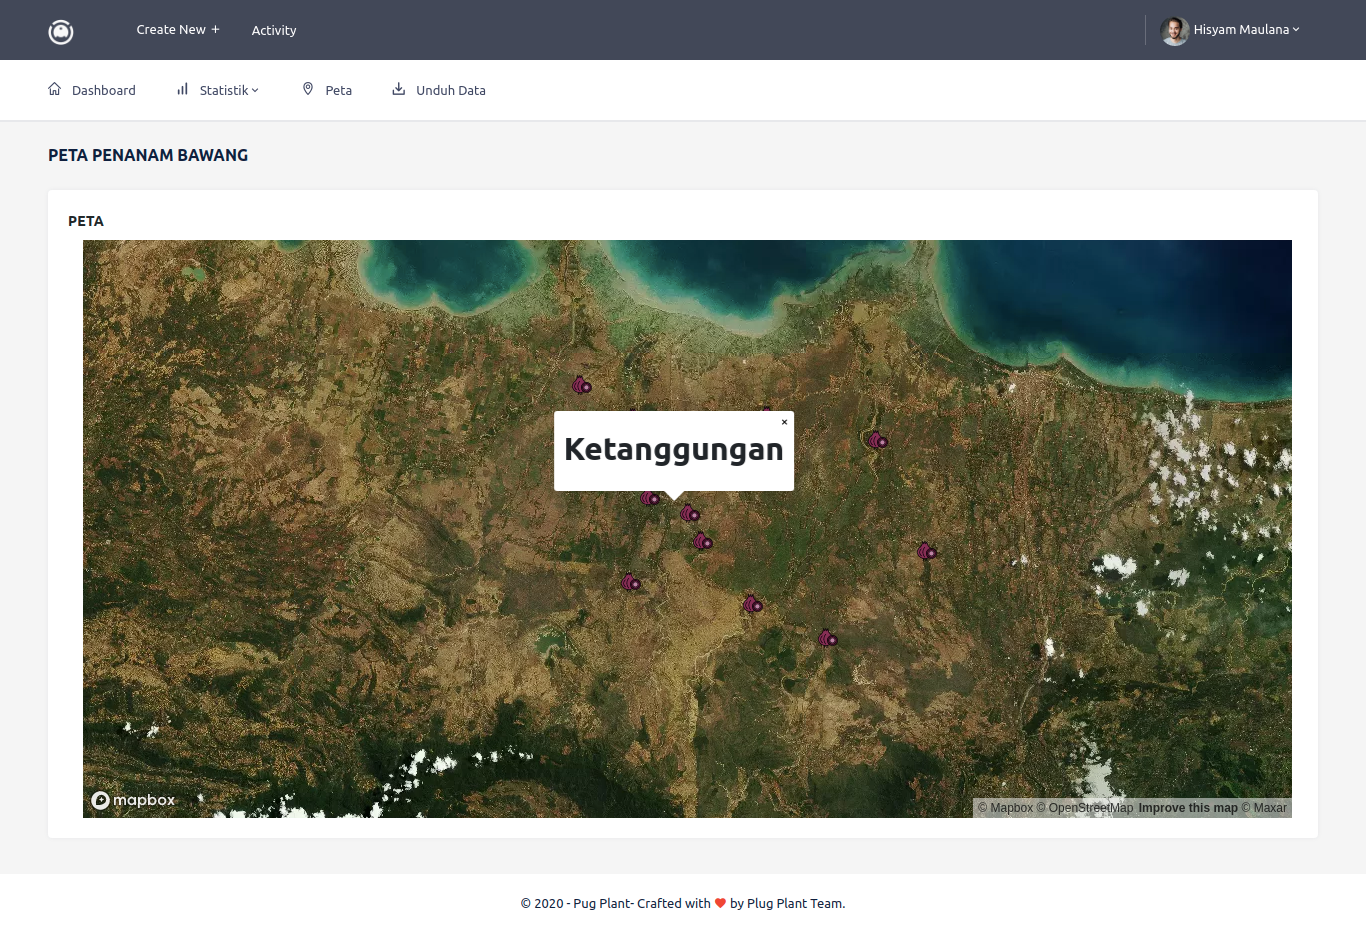 Create New +
Activity
Hisyam Maulana
Dashboard
Statistik
Peta
Unduh Data
PETA PENANAM BAWANG
PETA
×
Ketanggungan
mapbox
© Mapbox © OpenStreetMap Improve this map © Maxar
© 2020 - Pug Plant- Crafted with ❤ by Plug Plant Team.